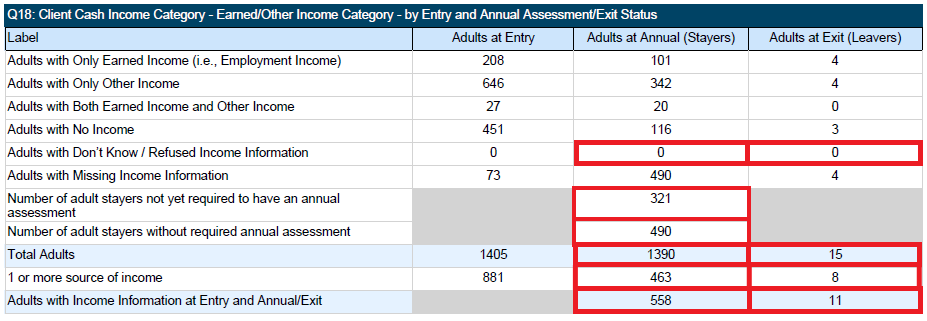 Q18: Client Cash Income Category - Earned/Other Income Category - by Entry and Annual Assessment/Exit Status
Label Adults at Entry Adults at Annual (Stayers) Adults at Exit (Leavers)
Adults with Only Earned Income (i.e., Employment Income) 208 101 4
Adults with Only Other Income 646 342 4
Adults with Both Earned Income and Other Income 27 20 0
Adults with No Income 451 116 3
Adults with Don't Know / Refused Income Information 0 0 0
Adults with Missing Income Information 73 490 4
Number of adult stayers not yet required to have an annual 321
assessment
Number of adult stayers without required annual assessment 490
Total Adults 1405 1390 15
1 or more source of income 881 463 8
Adults with Income Information at Entry and Annual/Exit 558 11